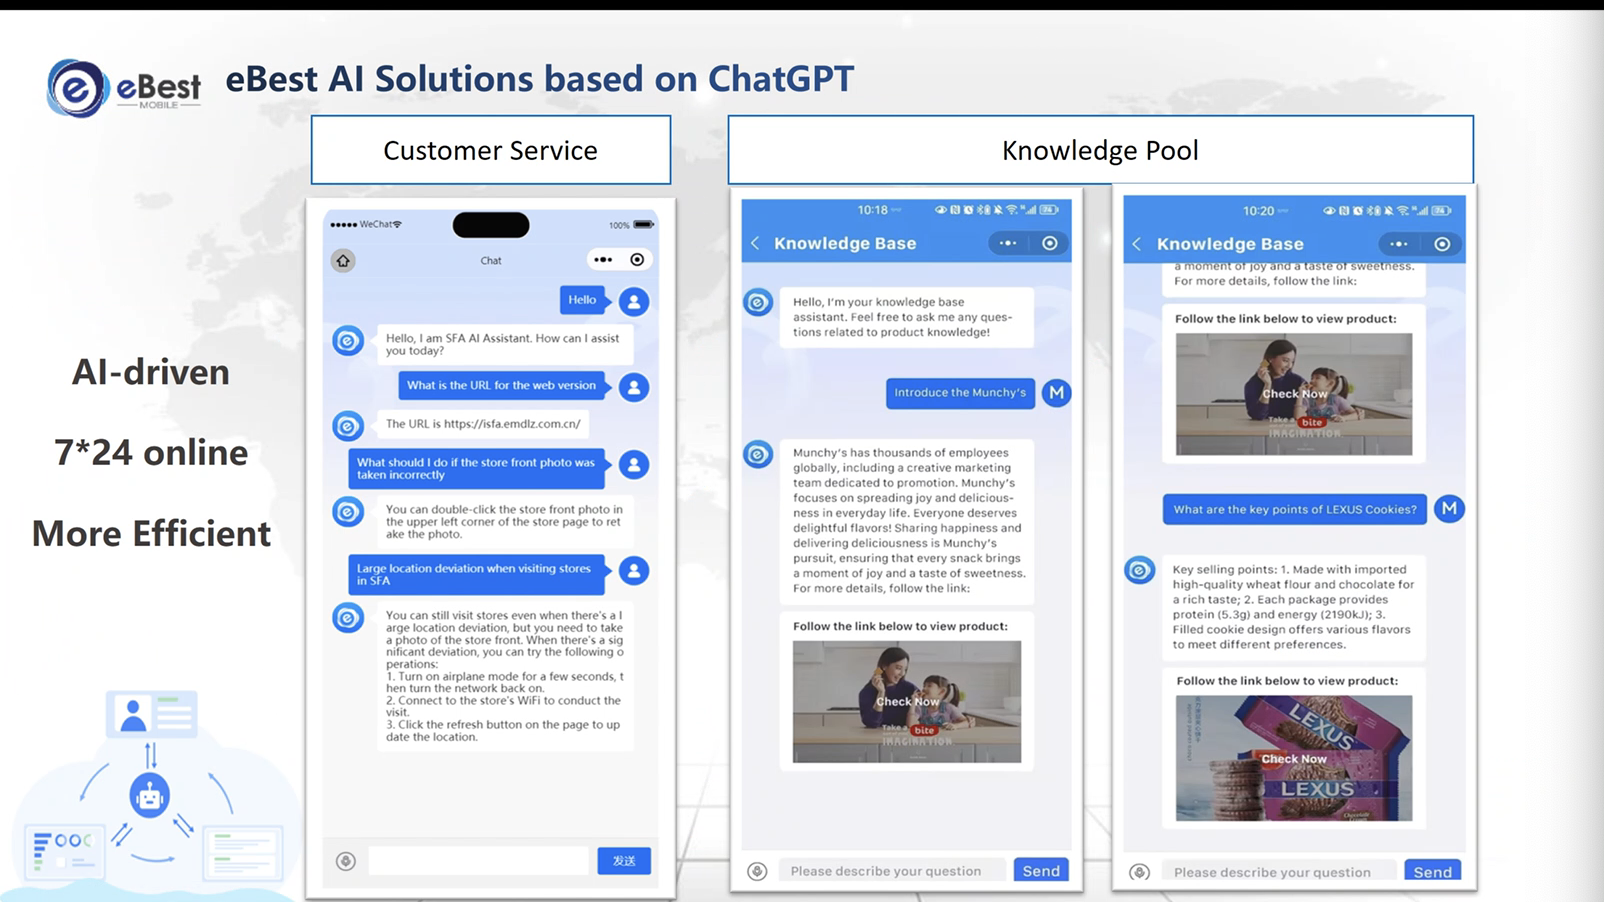 eBest
MOBILE
eBest AI Solutions based on ChatGPT
Customer Service
Knowledge Pool
AI-driven
7*24 online
More Efficient
WeChat
100%
Chat
Hello
Hello, I am SFA AI Assistant. How can I assist
you today?
What is the URL for the web version
The URL is https://isfa.emdlz.com.cn/
What should I do if the store front photo was
taken incorrectly
You can double-click the store front photo in
the upper left corner of the store page to ret
ake the photo.
Large location deviation when visiting stores
in SFA
You can still visit stores even when there's a l
arge location deviation, but you need to take
a photo of the store front. When there's a sig
nificant deviation, you can try the following o
perations:
1. Turn on airplane mode for a few seconds, t
hen turn the network back on.
2. Connect to the store's WiFi to conduct the
visit.
3. Click the refresh button on the page to up
date the location.
发送
10:18
Knowledge Base
Hello, I'm your knowledge base
assistant. Feel free to ask me any ques-
tions related to product knowledge!
Introduce the Munchy's
M
Munchy's has thousands of employees
globally, including a creative marketing
team dedicated to promotion. Munchy's
focuses on spreading joy and delicious-
ness in everyday life. Everyone deserves
delightful flavors! Sharing happiness and
delivering deliciousness is Munchy's
pursuit, ensuring that every snack brings
a moment of joy and a taste of sweetness.
For more details, follow the link:
Follow the link below to view product:
Check Now
Take a
bite
IMAGINATION
Please describe your question
Send
10:20
Knowledge Base
a moment of joy and a taste of sweetness.
For more details, follow the link:
Follow the link below to view product:
Check Now
Take a
bite
IMAGINATION
What are the key points of LEXUS Cookies?
M
Key selling points: 1. Made with imported
high-quality wheat flour and chocolate for
a rich taste; 2. Each package provides
protein (5.3g) and energy (2190kJ); 3.
Filled cookie design offers various flavors
to meet different preferences.
Follow the link below to view product:
LEXUS
Check Now
LEXUS
Please describe your question
Send